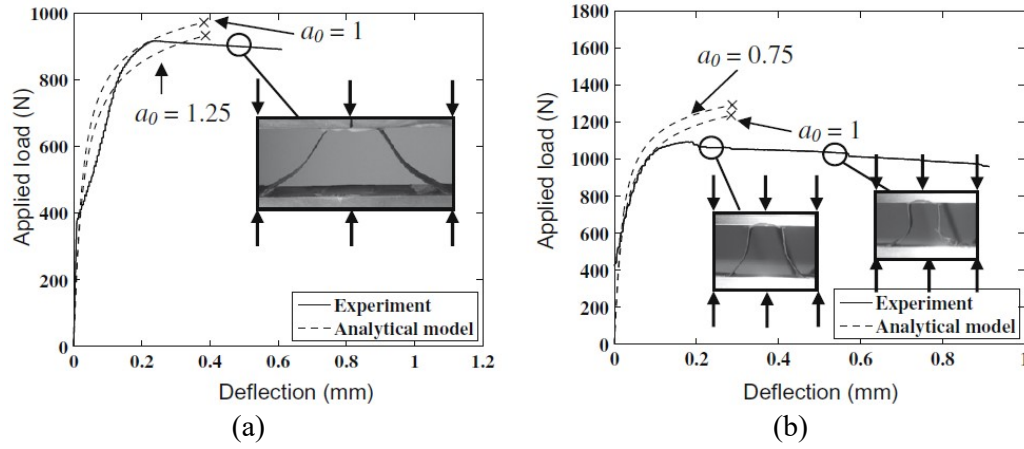 1000
800
600
400
200
0
0 0.2 0.4 0.6 0.8 1 1.2
Applied load (N)
Deflection (mm)
a0 = 1
a0 = 1.25
Experiment
Analytical model
(a)
1800
1600
1400
1200
1000
800
600
400
200
0
0 0.2 0.4 0.6 0.8 1
Applied load (N)
Deflection (mm)
a0 = 0.75
a0 = 1
Experiment
Analytical model
(b)